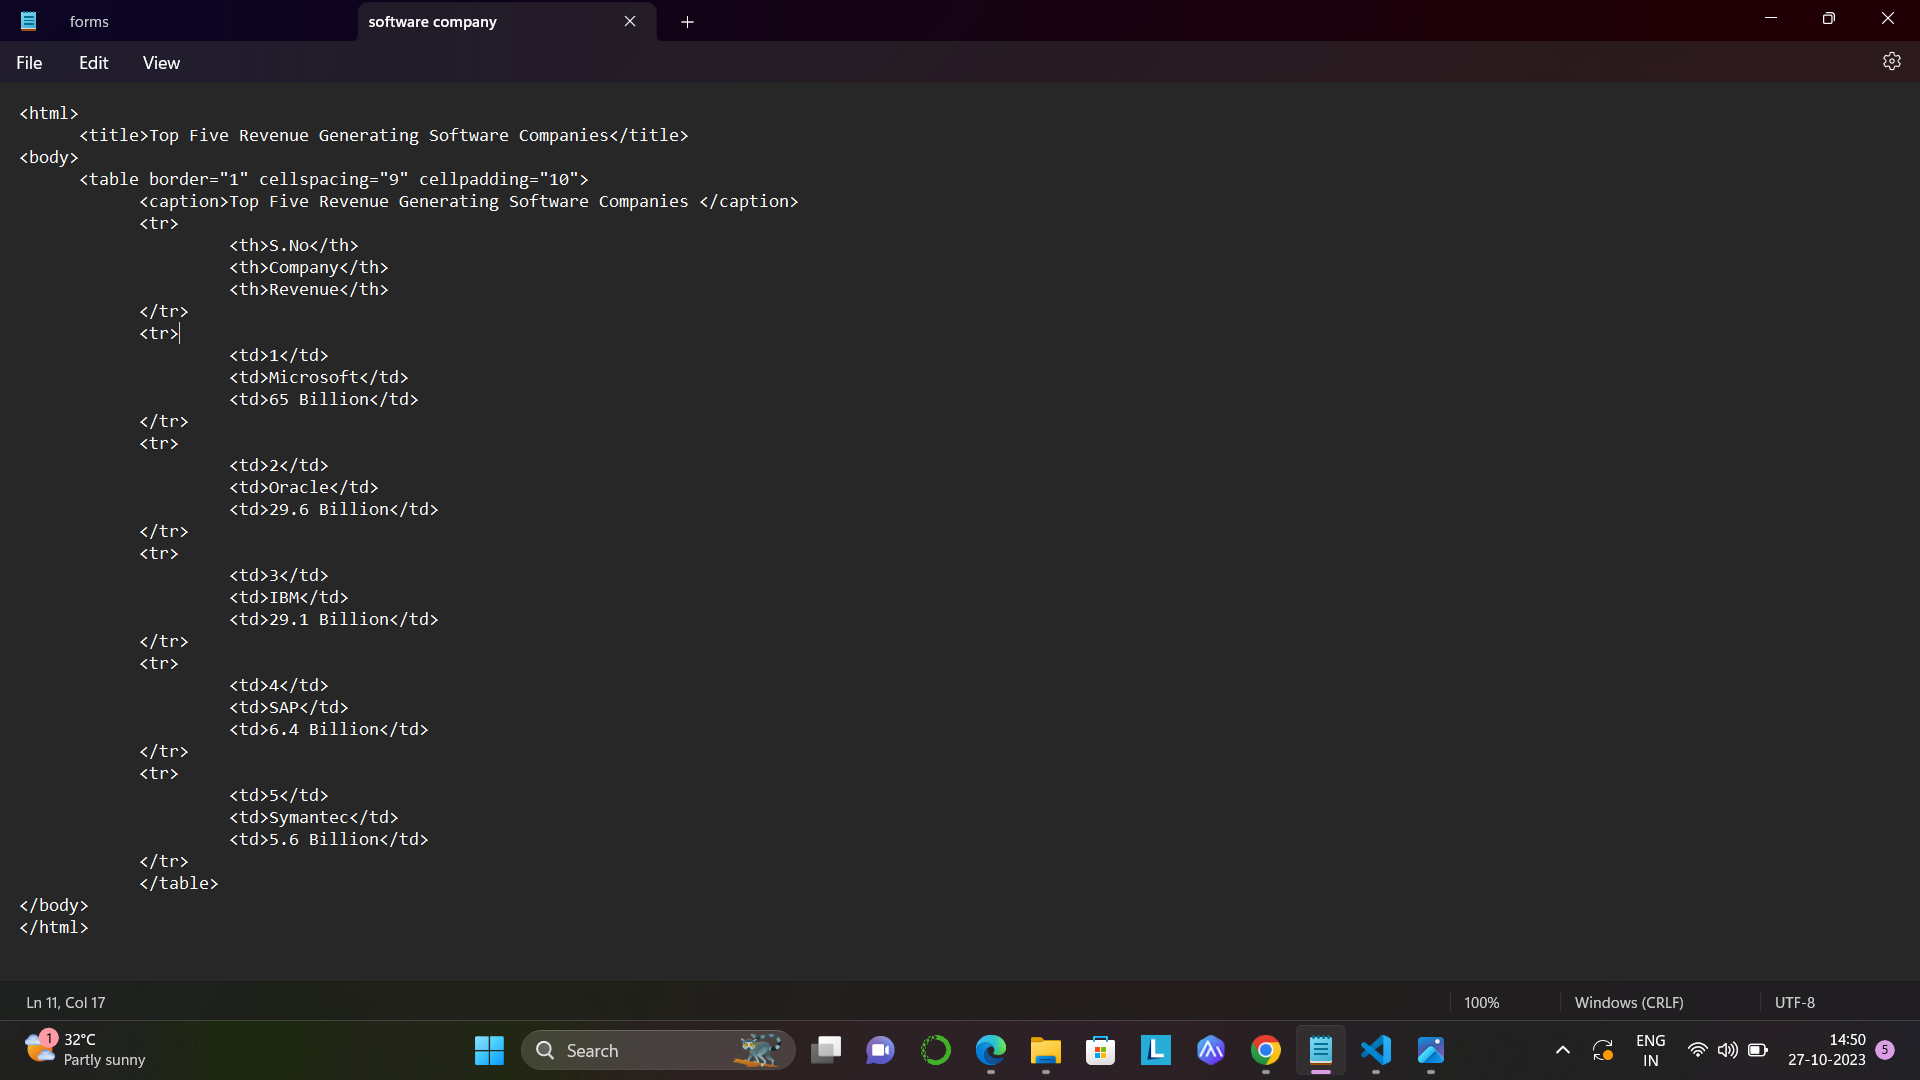 forms
software company
File Edit View
<html>
<title>Top Five Revenue Generating Software Companies</title>
<body>
<table border="1" cellspacing="9" cellpadding="10">
<caption>Top Five Revenue Generating Software Companies </caption>
<tr>
<th>S.No</th>
<th>Company</th>
<th>Revenue</th>
</tr>
<tr>
<td>1</td>
<td>Microsoft</td>
<td>65 Billion</td>
</tr>
<tr>
<td>2</td>
<td>Oracle</td>
<td>29.6 Billion</td>
</tr>
<tr>
<td>3</td>
<td>IBM</td>
<td>29.1 Billion</td>
</tr>
<tr>
<td>4</td>
<td>SAP</td>
<td>6.4 Billion</td>
</tr>
<tr>
<td>5</td>
<td>Symantec</td>
<td>5.6 Billion</td>
</tr>
</table>
</body>
</html>
Ln 11, Col 17
100%
Windows (CRLF)
UTF-8
1
32°C
Partly sunny
Search
L
ENG
IN
14:50
27-10-2023
5